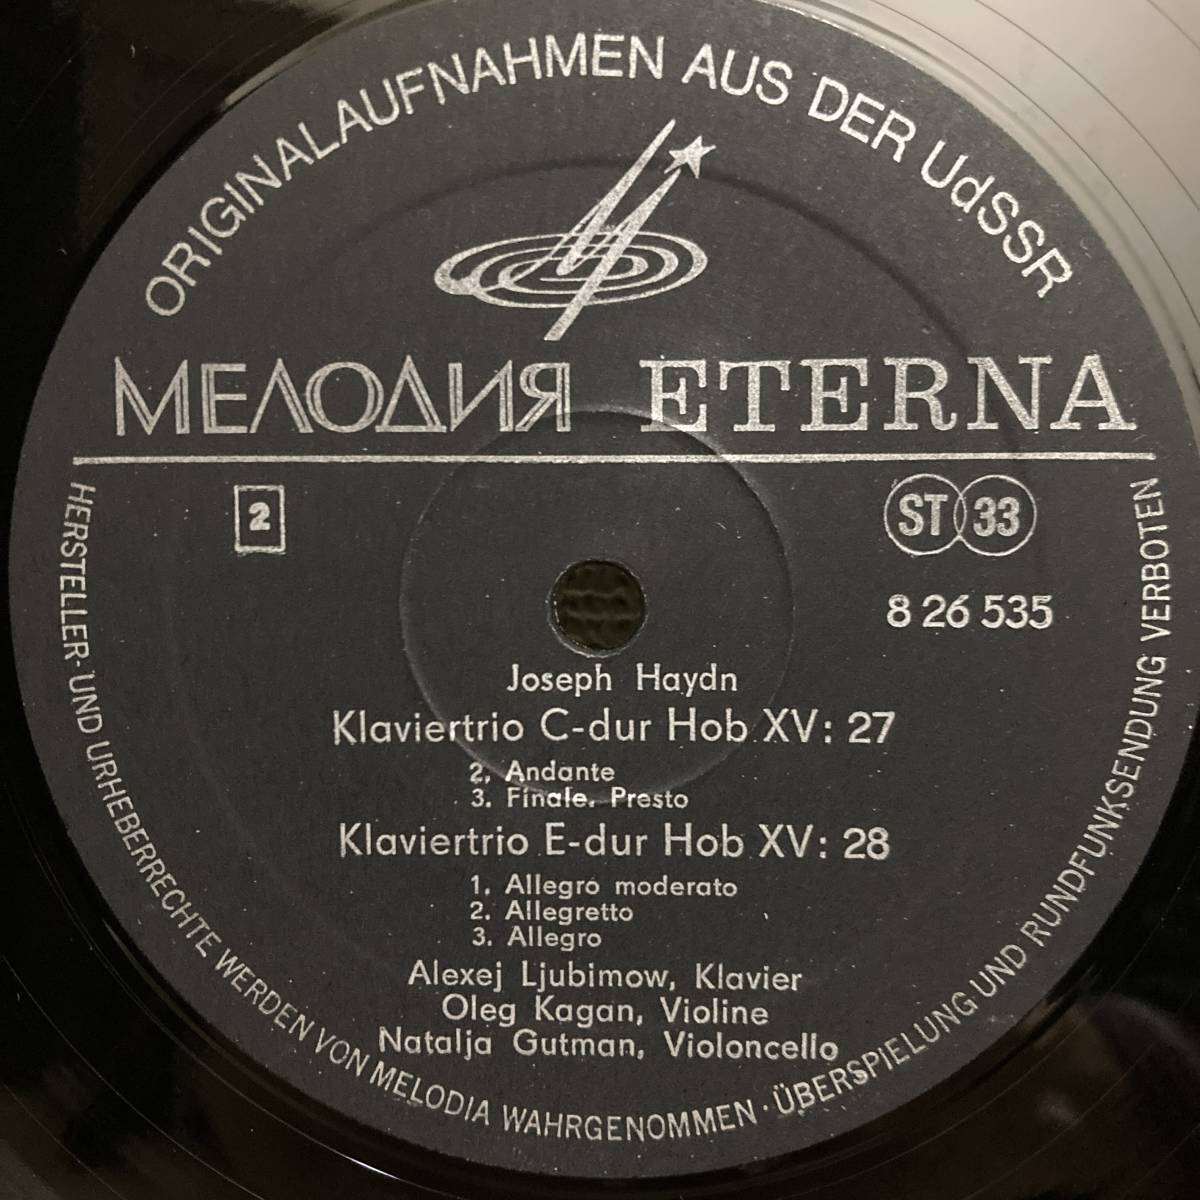 ORIGINALAUFNAHMEN AUS DER UdSSR
МЕЛОДИЯ ETERNA
2
ST 33
8 26 535
Joseph Haydn
Klaviertrio C-dur Hob XV: 27
2. Andante
3. Finale. Presto
Klaviertrio E-dur Hob XV: 28
1. Allegro moderato
2. Allegretto
3. Allegro
Alexej Ljubimow, Klavier
Oleg Kagan, Violine
Natalja Gutman, Violoncello
HERSTELLER- UND URHEBERRECHTE WERDEN VON MELODIA WAHRGENOMMEN · ÜBERSPIELUNG UND RUNDFUNKSENDUNG VERBOTEN